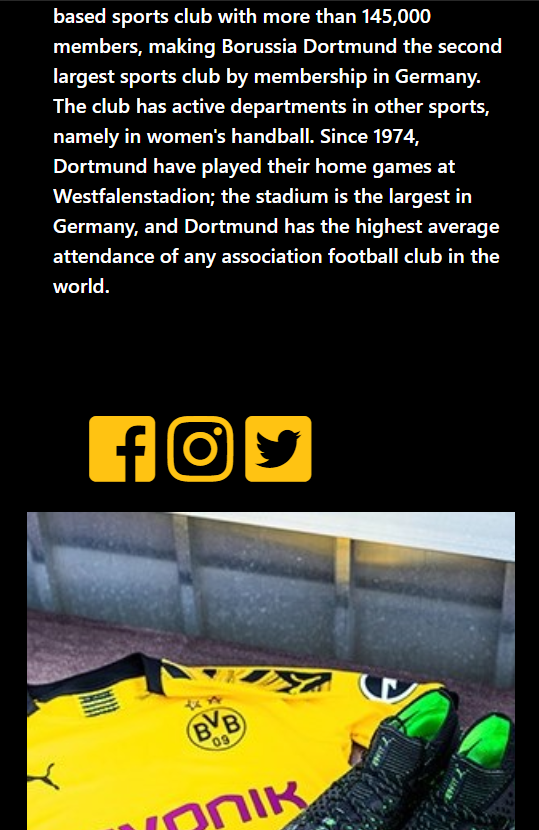 based sports club with more than 145,000
members, making Borussia Dortmund the second
largest sports club by membership in Germany.
The club has active departments in other sports,
namely in women's handball. Since 1974,
Dortmund have played their home games at
Westfalenstadion; the stadium is the largest in
Germany, and Dortmund has the highest average
attendance of any association football club in the
world.
BVB
09